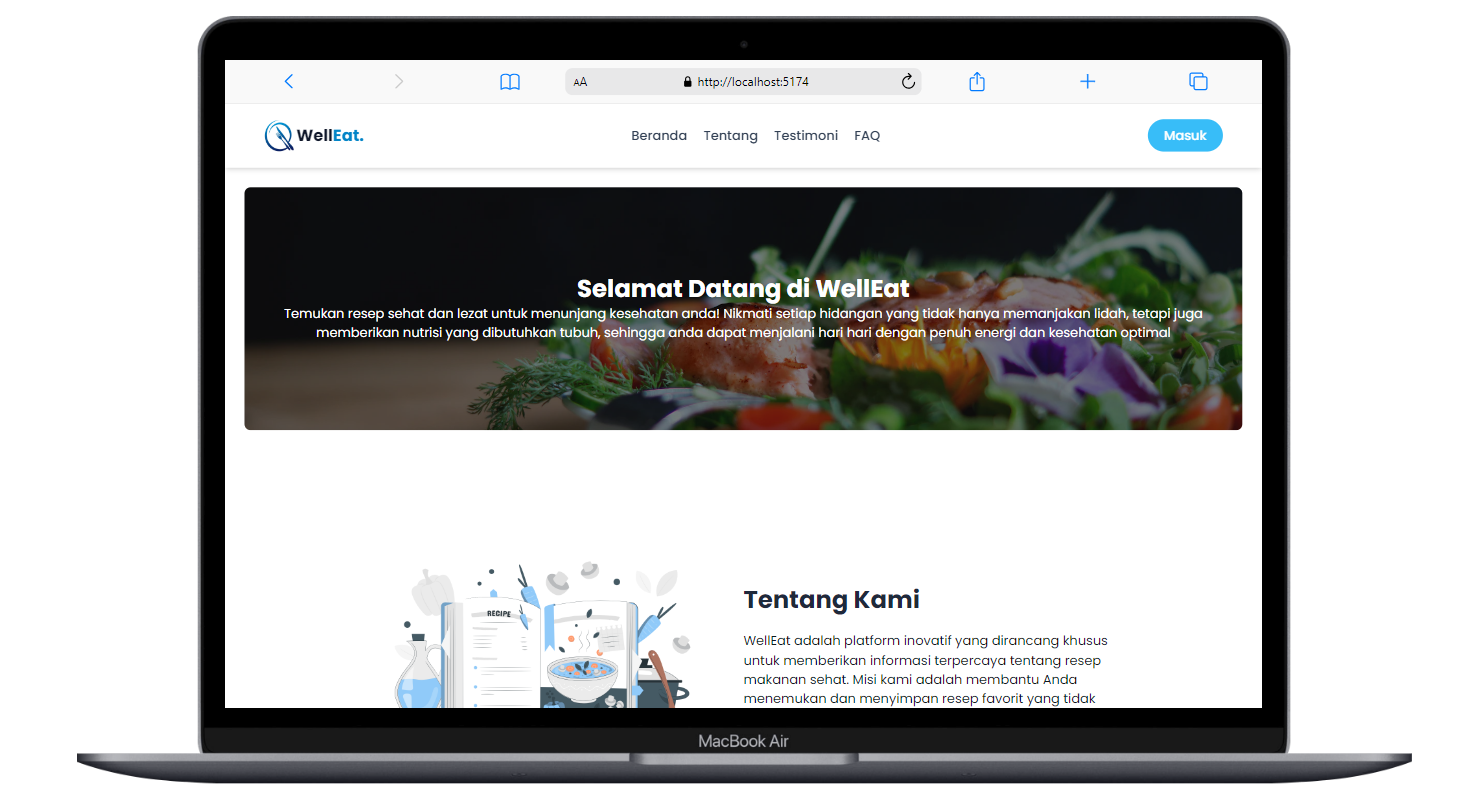 AA
http://localhost:5174
WellEat.
Beranda Tentang Testimoni FAQ
Masuk
Selamat Datang di WellEat
Temukan resep sehat dan lezat untuk menunjang kesehatan anda! Nikmati setiap hidangan yang tidak hanya memanjakan lidah, tetapi juga
memberikan nutrisi yang dibutuhkan tubuh, sehingga anda dapat menjalani hari hari dengan penuh energi dan kesehatan optimal
RECIPE
Tentang Kami
WellEat adalah platform inovatif yang dirancang khusus
untuk memberikan informasi terpercaya tentang resep
makanan sehat. Misi kami adalah membantu Anda
menemukan dan menyimpan resep favorit yang tidak
MacBook Air